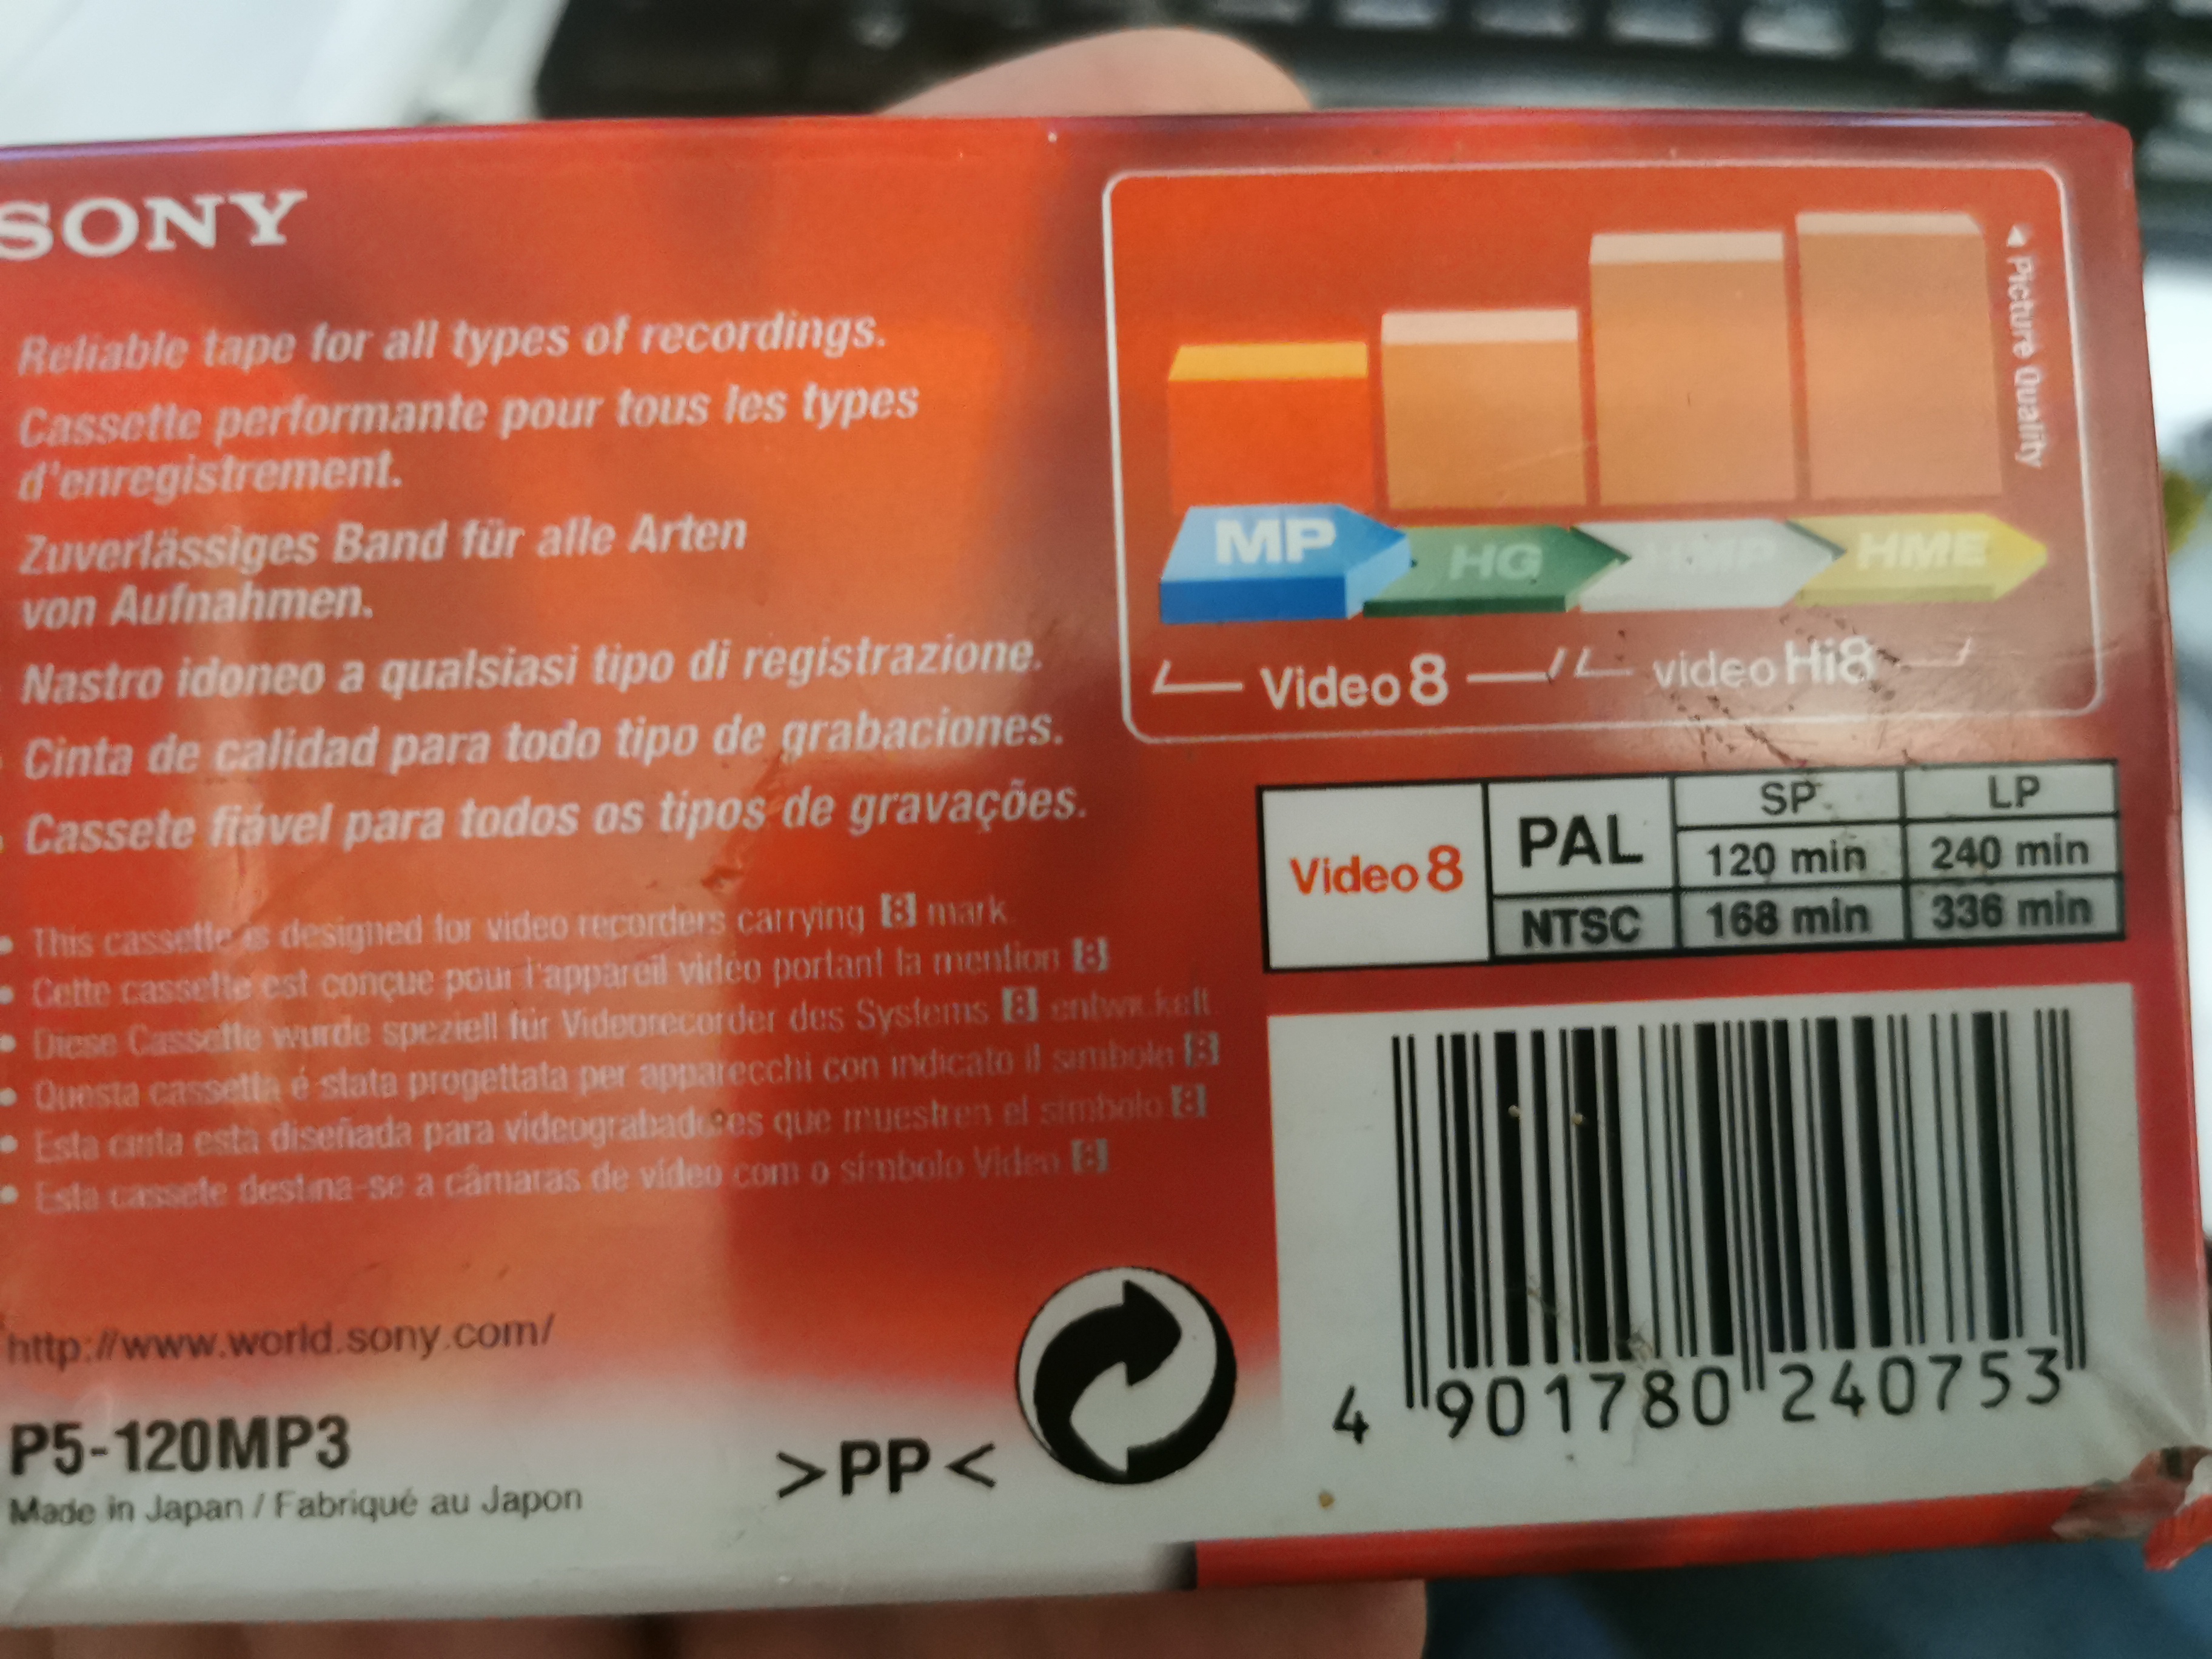 SONY
Reliable tape for all types of recordings.
Cassette performante pour tous les types
d'enregistrement.
Zuverlässiges Band für alle Arten
von Aufnahmen.
Nastro idoneo a qualsiasi tipo di registrazione.
Cinta de calidad para todo tipo de grabaciones.
Cassete fiável para todos os tipos de gravações.
• This cassette is designed for video recorders carrying 8 mark
• Cette cassette est conçue pour l'appareil vidéo portant la mention 8
• Diese Cassette wurde speziell für Videorecorder des Systems 8 entwickelt
• Questa cassetta é stata progettata per apparecchi con indicato il simbolo 8
• Esta cinta está diseñada para videograbadores que muestren el símbolo 8
• Esta cassete destina-se a câmaras de vídeo com o símbolo Video 8
http://www.world.sony.com/
P5-120MP3
Made in Japan / Fabriqué au Japon
>PP<
▲ Picture Quality
MP HG HMP HME
Video 8 video Hi8
Video 8
SP LP
PAL 120 min 240 min
NTSC 168 min 336 min
4 901780 240753